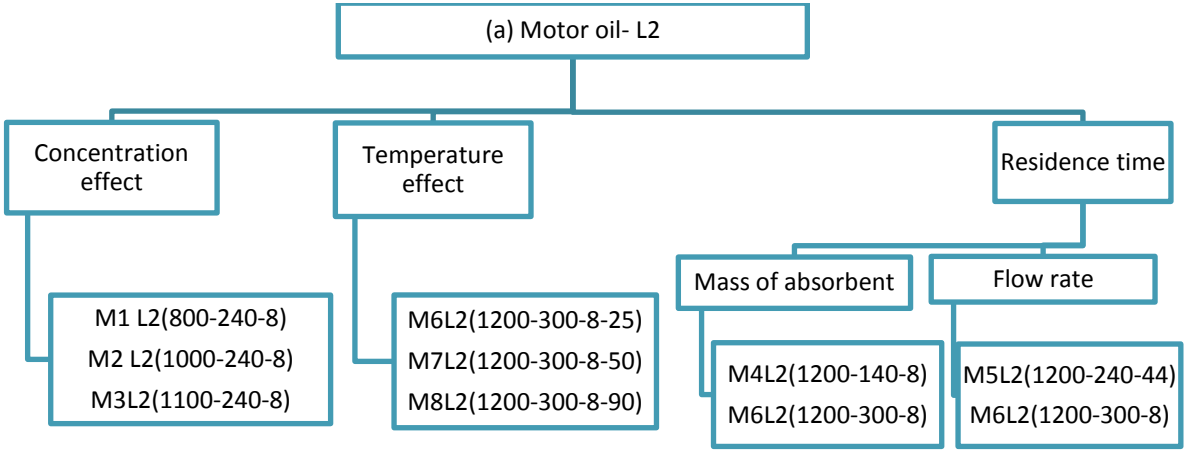 (a) Motor oil- L2
Concentration
effect
Temperature
effect
Residence time
Mass of absorbent
Flow rate
M1 L2(800-240-8)
M2 L2(1000-240-8)
M3L2(1100-240-8)
M6L2(1200-300-8-25)
M7L2(1200-300-8-50)
M8L2(1200-300-8-90)
M4L2(1200-140-8)
M6L2(1200-300-8)
M5L2(1200-240-44)
M6L2(1200-300-8)